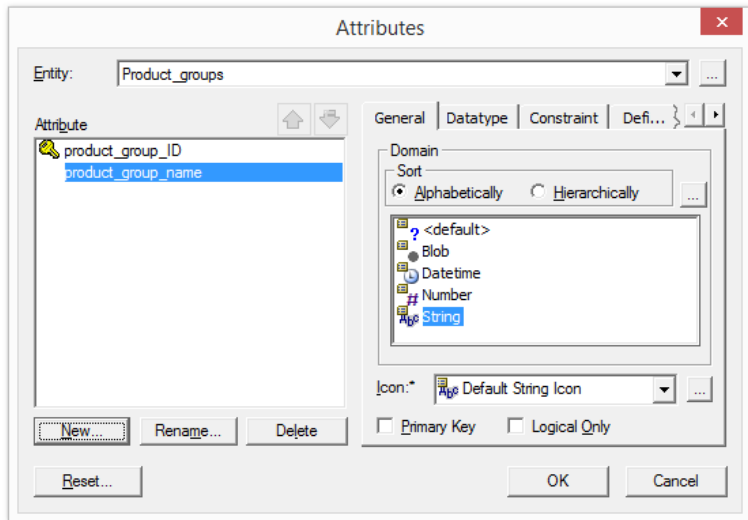 Attributes
Entity: Product_groups ...
Attribute
product_group_ID
product_group_name
New... Rename... Delete
General Datatype Constraint Defi...
Domain
Sort
Alphabetically Hierarchically ...
<default>
Blob
Datetime
Number
String
Icon:* Default String Icon ...
Primary Key Logical Only
Reset... OK Cancel